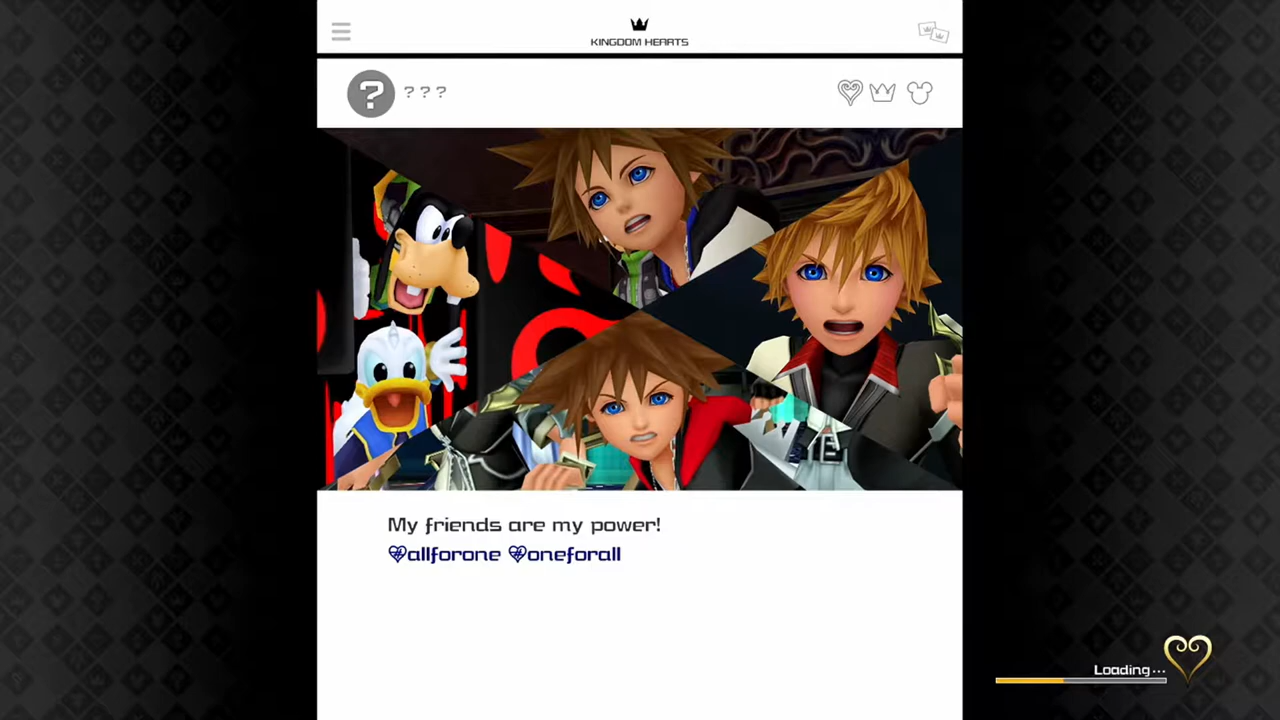 KINGDOM HEARTS
?
???
My friends are my power!
#allforone #oneforall
Loading...